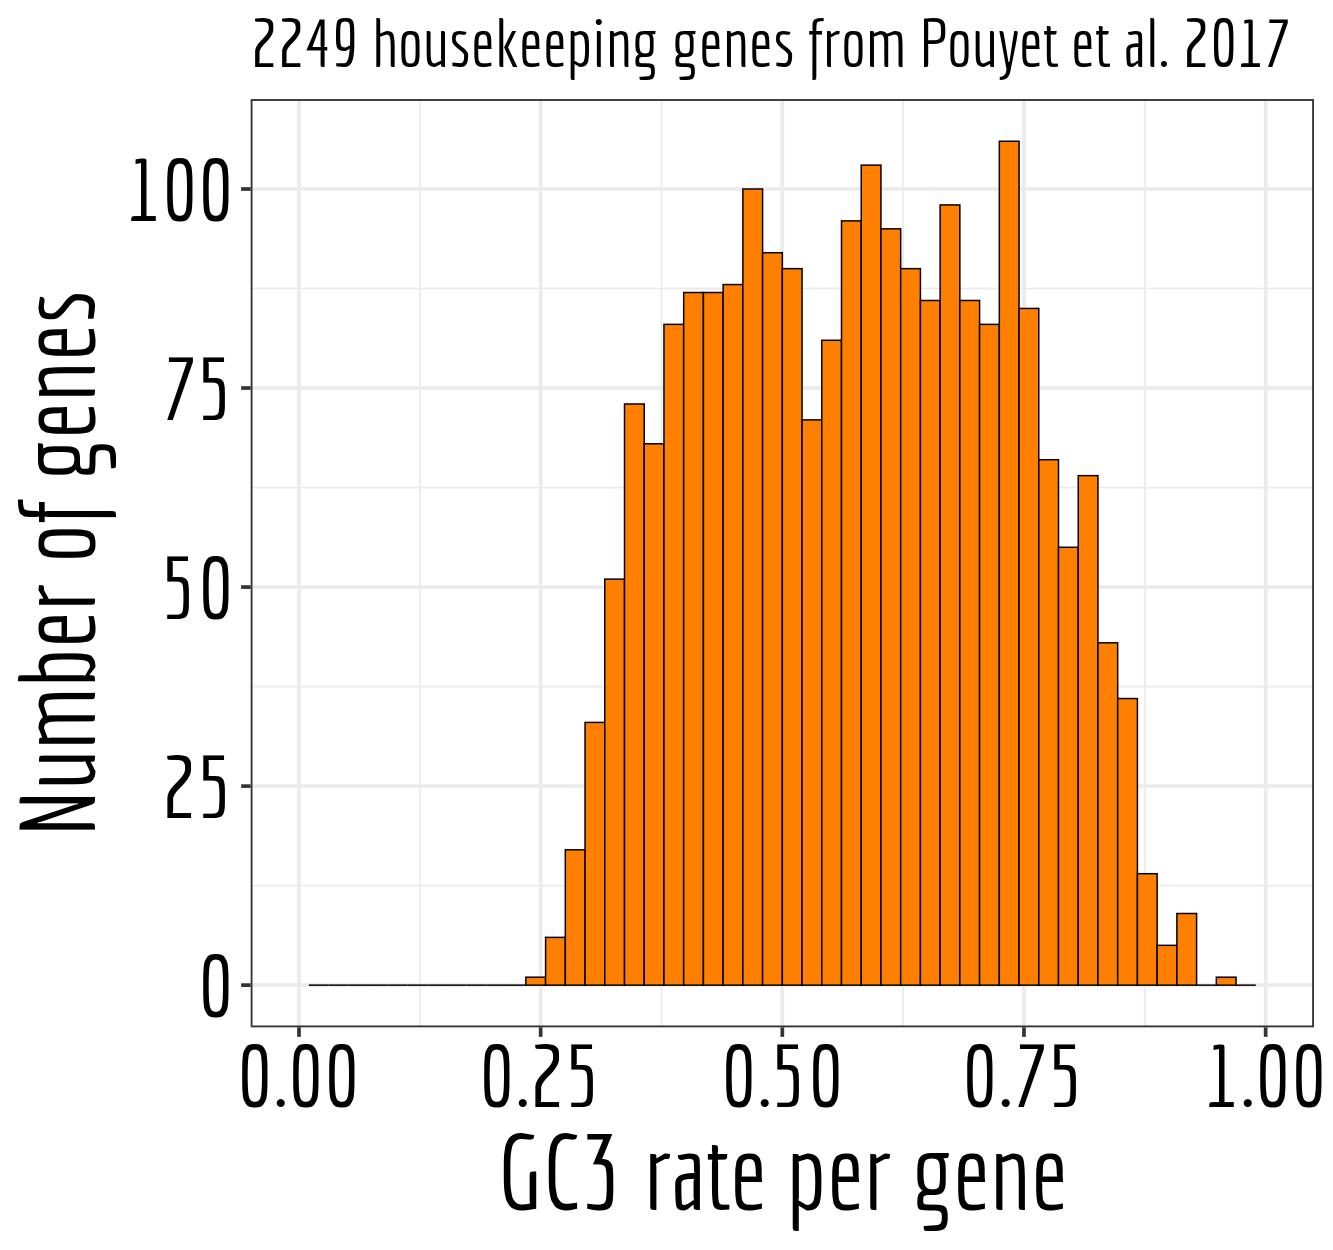 2249 housekeeping genes from Pouyet et al. 2017
Number of genes
100
75
50
25
0
0.00 0.25 0.50 0.75 1.00
GC3 rate per gene